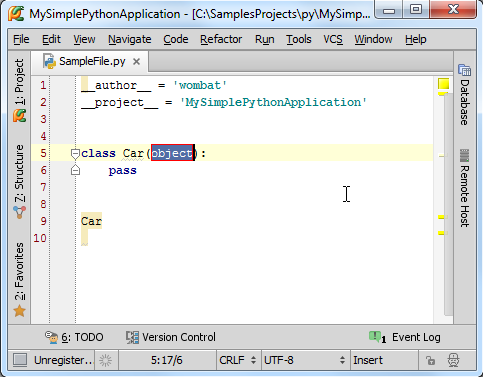 MySimplePythonApplication - [C:\SamplesProjects\py\MySimp
File Edit View Navigate Code Refactor Run Tools VCS Window Help
SampleFile.py
1 __author__ = 'wombat'
2 __project__ = 'MySimplePythonApplication'
3
4
5 class Car(object):
6 pass
7
8
9 Car
10
1: Project
7: Structure
2: Favorites
Database
Remote Host
6: TODO Version Control 1 Event Log
Unregister.. 5:17/6 CRLF UTF-8 Insert